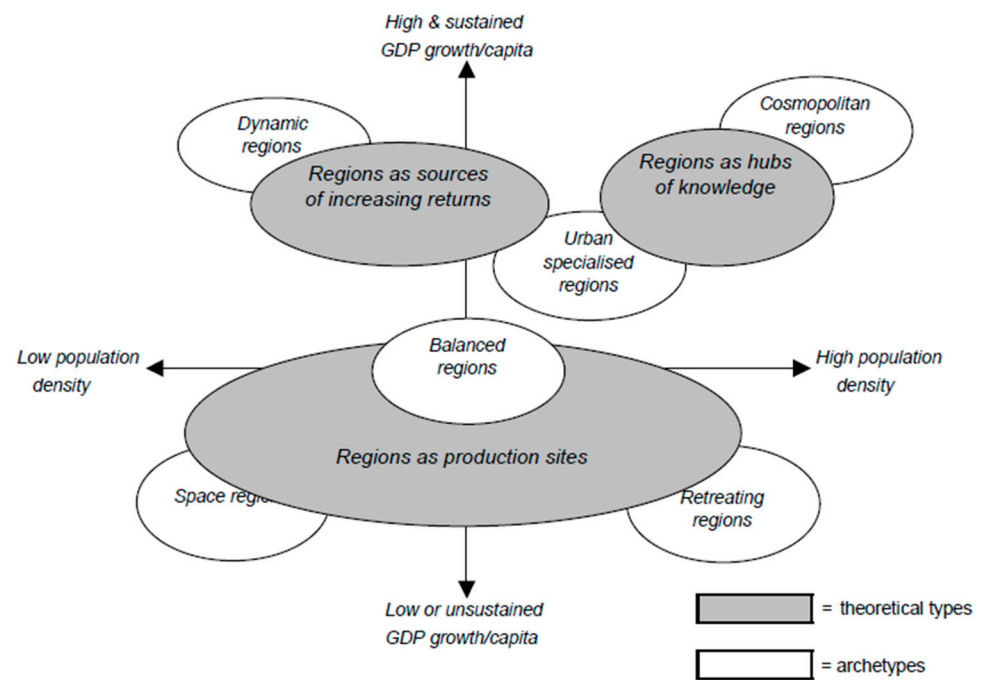 High & sustained
GDP growth/capita
Dynamic
regions
Regions as sources
of increasing returns
Cosmopolitan
regions
Regions as hubs
of knowledge
Urban
specialised
regions
Balanced
regions
Low population
density
High population
density
Regions as production sites
Space
Retreating
regions
Low or unsustained
GDP growth/capita
= theoretical types
= archetypes